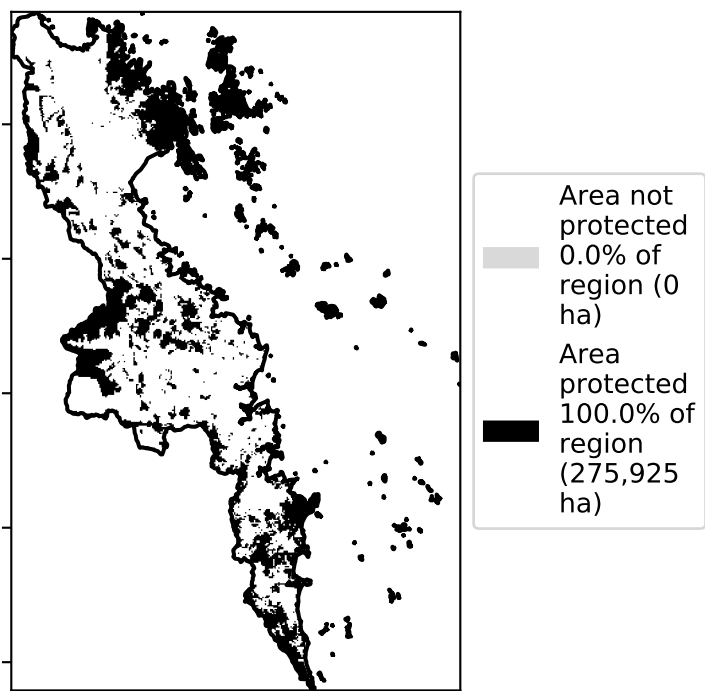 Area not
protected
0.0% of
region (0
ha)
Area
protected
100.0% of
region
(275,925
ha)